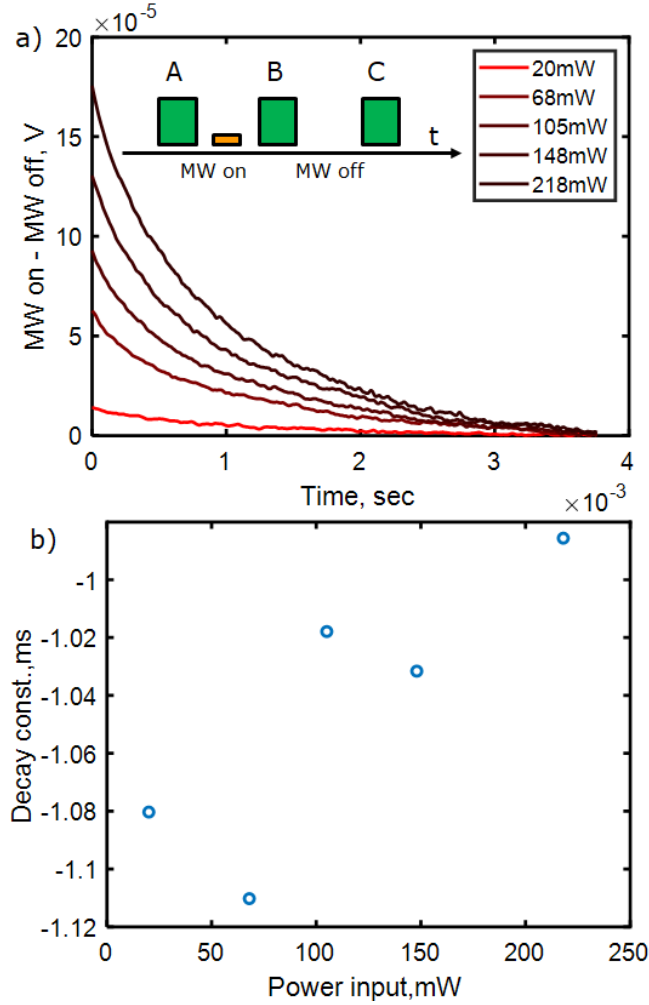 a)
×10⁻⁵
20
15
10
5
0
MW on - MW off, V
A B C
t
MW on MW off
20mW
68mW
105mW
148mW
218mW
0 1 2 3 4
Time, sec
×10⁻³
b)
-1
-1.02
-1.04
-1.06
-1.08
-1.1
-1.12
Decay const.,ms
0 50 100 150 200 250
Power input,mW